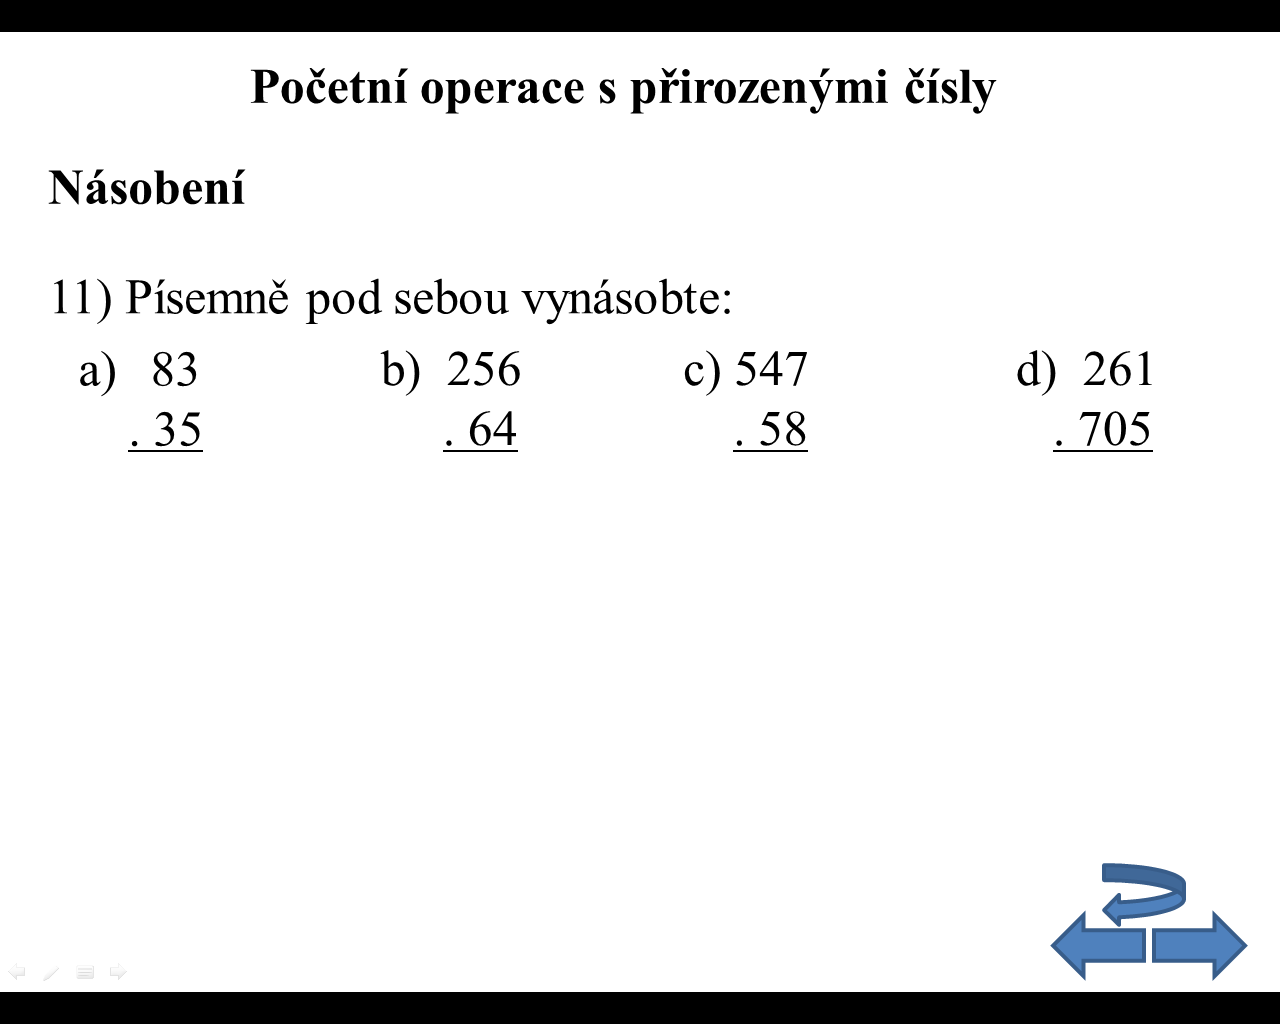 Početní operace s přirozenými čísly
Násobení
11) Písemně pod sebou vynásobte:
a) 83 b) 256 c) 547 d) 261
. 35 . 64 . 58 . 705